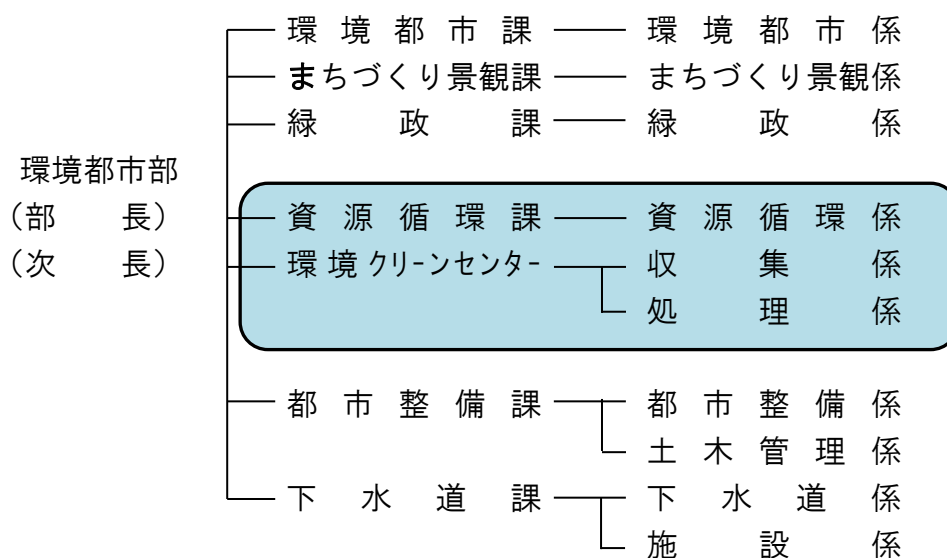 環境都市課 環境都市係
まちづくり景観課 まちづくり景観係
緑政課 緑政係
環境都市部
（部長） 資源循環課 資源循環係
（次長） 環境クリーンセンター 収集係
処理係
都市整備課 都市整備係
土木管理係
下水道課 下水道係
施設係